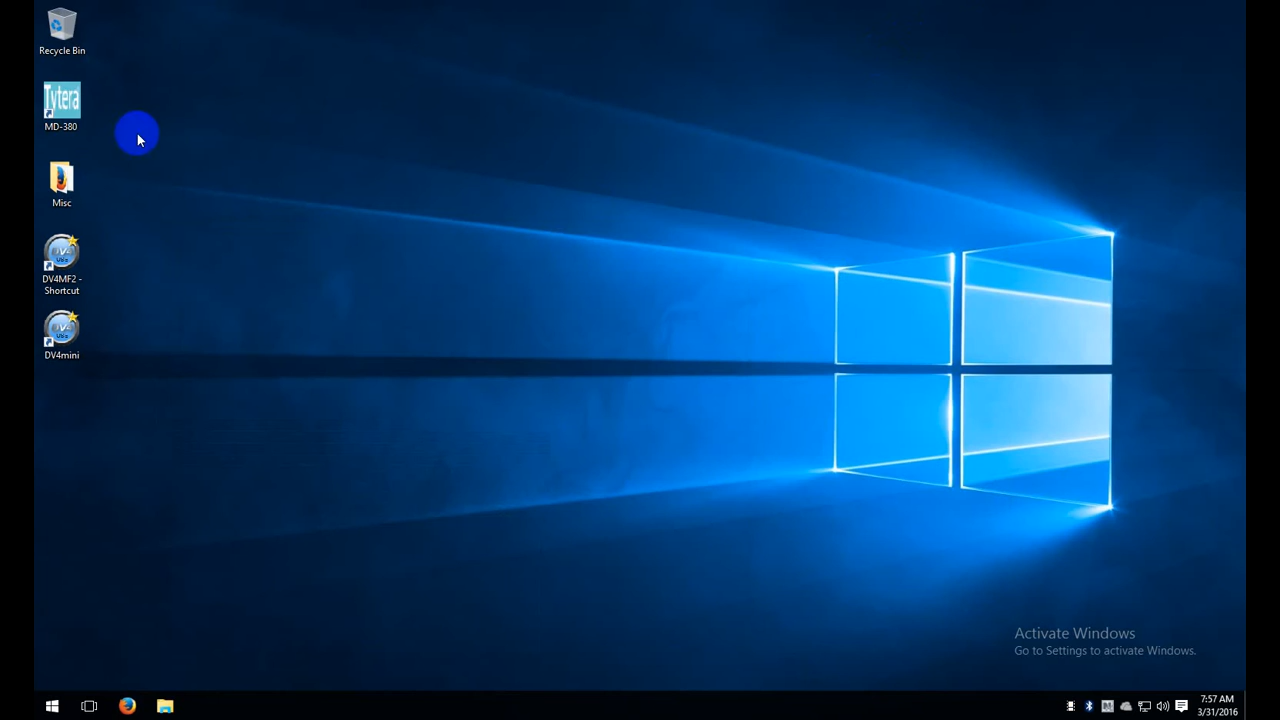 Recycle Bin
Tytera
MD-380
Misc
DV4MF2 -
Shortcut
DV4mini
Activate Windows
Go to Settings to activate Windows.
7:57 AM
3/31/2016